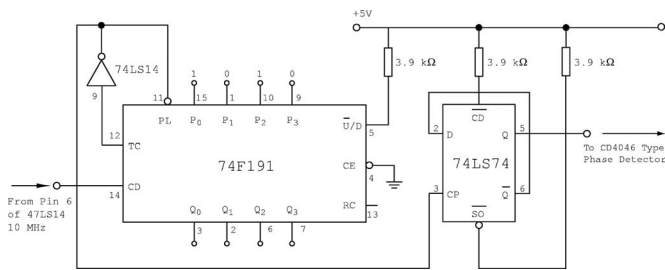 +5V
74LS14
3.9 kΩ
3.9 kΩ
3.9 kΩ
9
1
0
1
0
11
15
1
10
9
PL
P0
P1
P2
P3
U/D
5
CD
12
TC
2
D
Q
5
To CD4046 Type
Phase Detector
74F191
CE
4
74LS74
14
CD
3
CP
Q
6
From Pin 6
of 47LS14
10 MHz
RC
13
Q0
Q1
Q2
Q3
SO
3
2
6
7